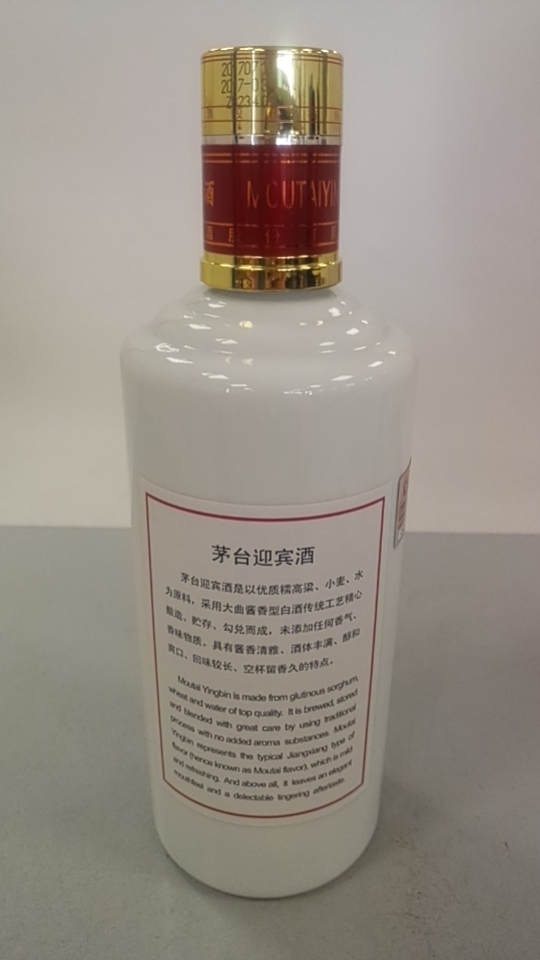 酒 MOUTAIYIN
茅台迎宾酒
茅台迎宾酒是以优质糯高粱、小麦、水
为原料，采用大曲酱香型白酒传统工艺精心
酿造、贮存、勾兑而成，未添加任何香气、
香味物质。具有酱香清雅、酒体丰满、醇和
爽口、回味较长、空杯留香久的特点。
Moutai Yingbin is made from glutinous sorghum,
wheat and water of top quality. It is brewed, stored
and blended with great care by using traditional
process with no added aroma substances. Moutai
Yingbin represents the typical Jiangxiang type of
flavor (hence known as Moutai flavor), which is mild
and refreshing. And above all, it leaves an elegant
mouthfeel and a delectable lingering aftertaste.